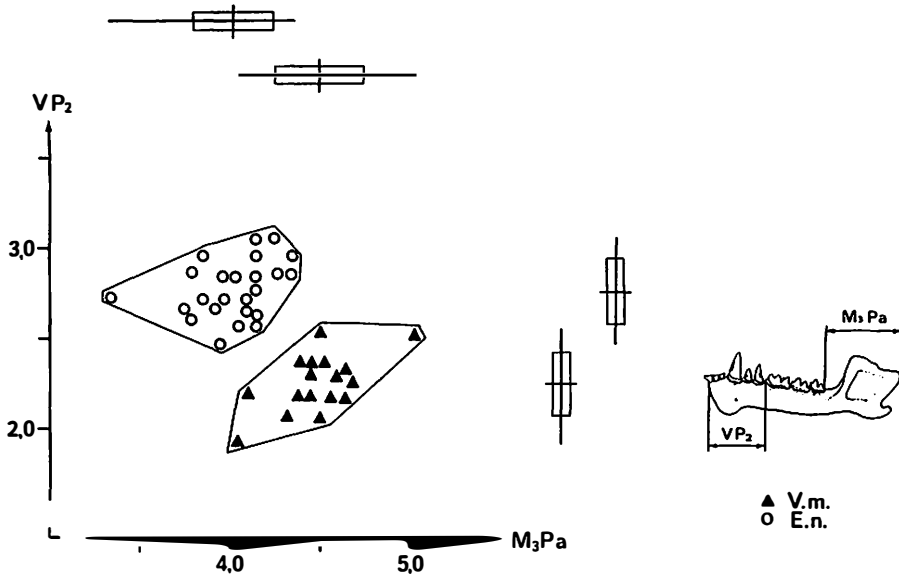 VP₂
3,0
2,0
4,0
5,0
M₃Pa
M₃Pa
VP₂
▲ V.m.
○ E.n.